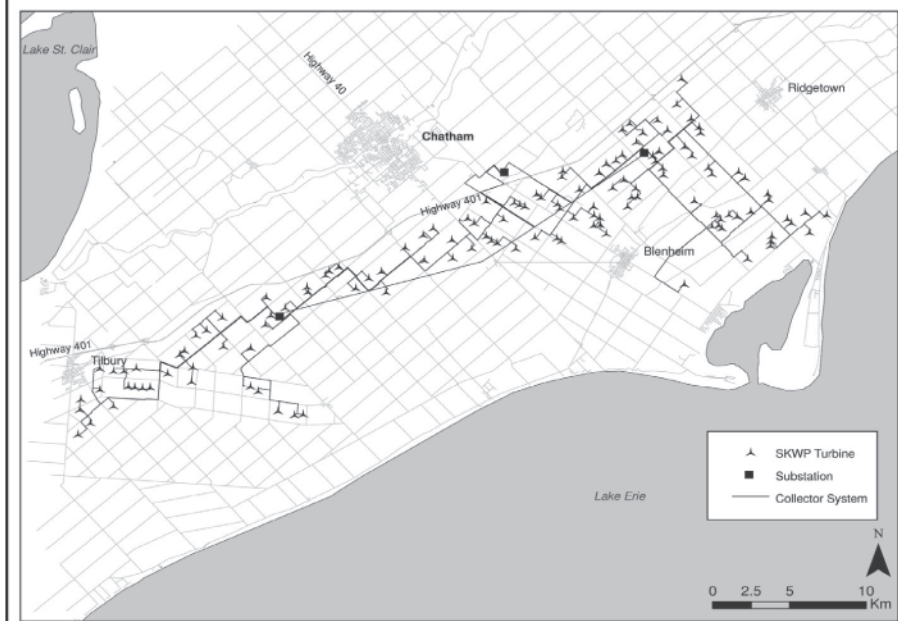 Lake St. Clair
Highway 40
Ridgetown
Chatham
Highway 401
Blenheim
Highway 401
Tilbury
SKWP Turbine
Substation
Collector System
Lake Erie
N
0 2.5 5 10
Km